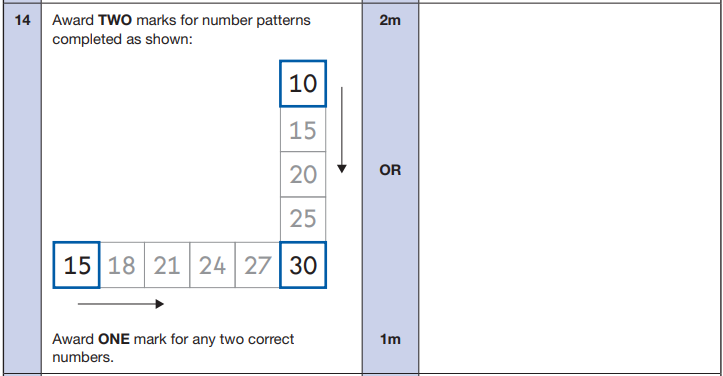 14 Award TWO marks for number patterns 2m
completed as shown:
10
15
20
OR
25
15 18 21 24 27 30
Award ONE mark for any two correct 1m
numbers.